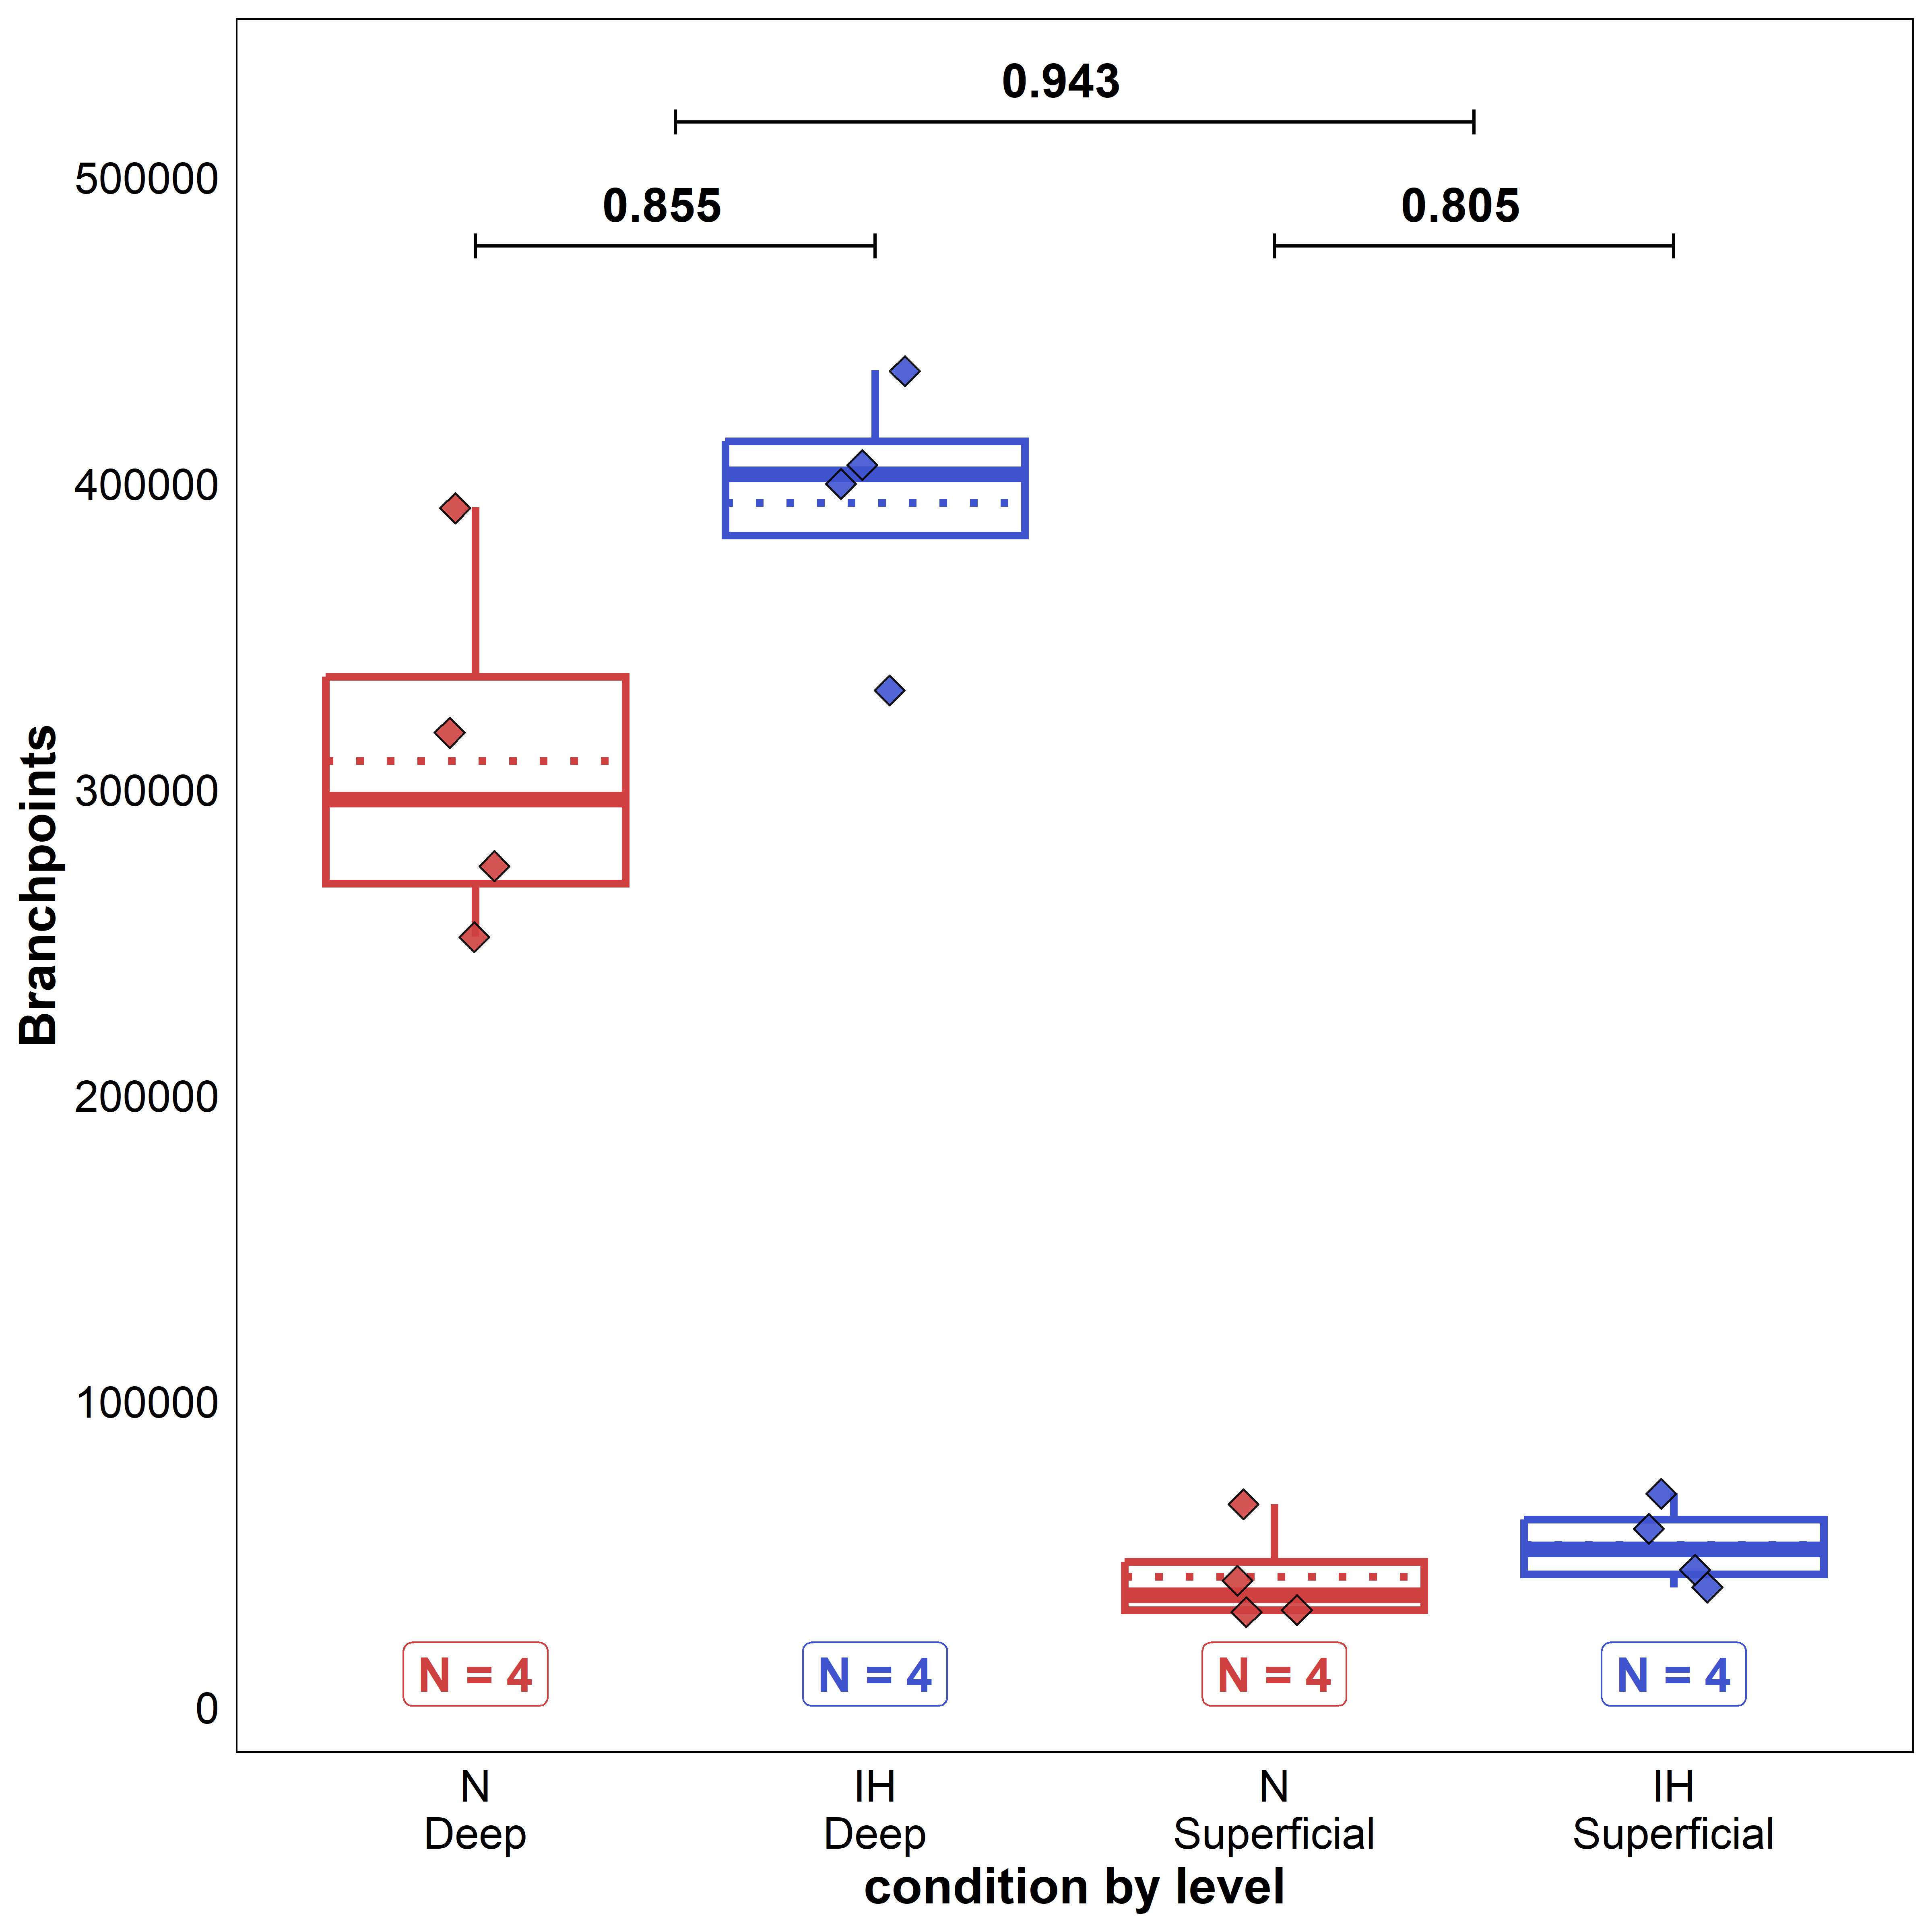 0.943
0.855
0.805
500000
400000
300000
200000
100000
0
Branchpoints
N = 4
N = 4
N = 4
N = 4
N
Deep
IH
Deep
N
Superficial
IH
Superficial
condition by level